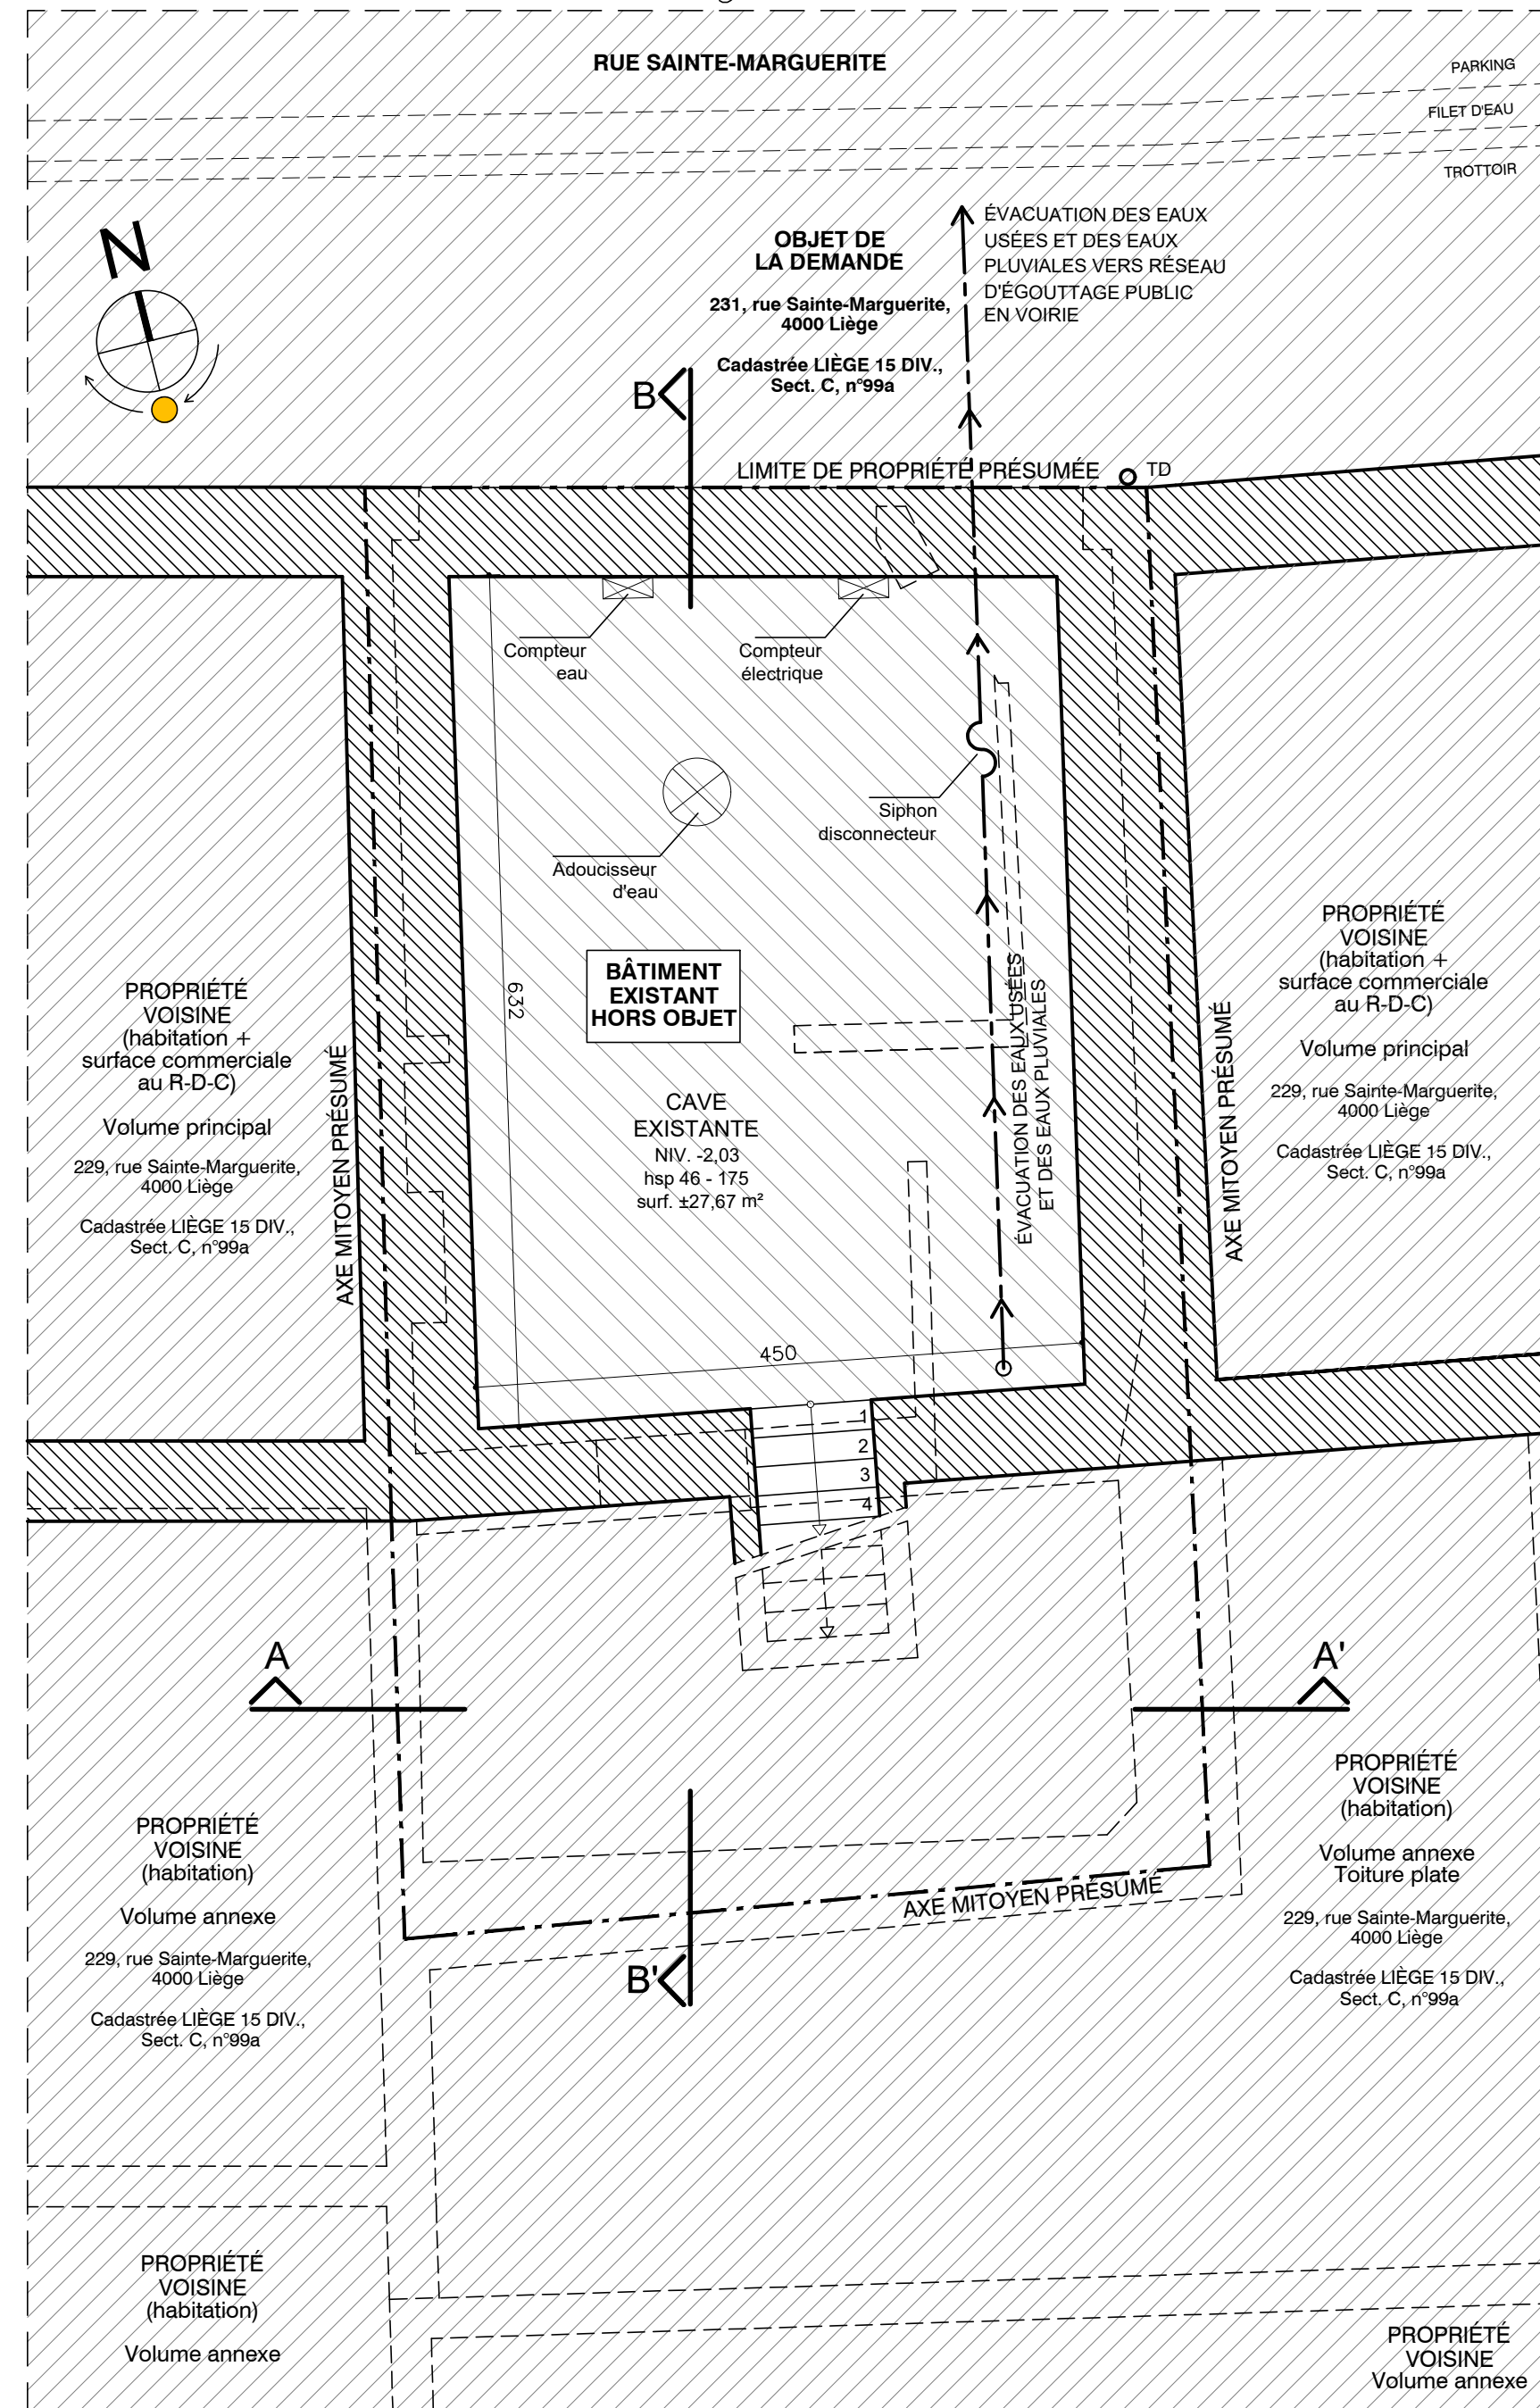 RUE SAINTE-MARGUERITE
PARKING
FILET D'EAU
TROTTOIR
N
OBJET DE
LA DEMANDE
231, rue Sainte-Marguerite,
4000 Liège
Cadastrée LIÈGE 15 DIV.,
Sect. C, n°99a
ÉVACUATION DES EAUX
USÉES ET DES EAUX
PLUVIALES VERS RÉSEAU
D'ÉGOUTTAGE PUBLIC
EN VOIRIE
B
LIMITE DE PROPRIÉTÉ PRÉSUMÉE
TD
Compteur
eau
Compteur
électrique
Siphon
disconnecteur
Adoucisseur
d'eau
BÂTIMENT
EXISTANT
HORS OBJET
632
CAVE
EXISTANTE
NIV. -2,03
hsp 46 - 175
surf. ±27,67 m²
ÉVACUATION DES EAUX USÉES
ET DES EAUX PLUVIALES
450
1
2
3
4
PROPRIÉTÉ
VOISINE
(habitation +
surface commerciale
au R-D-C)
Volume principal
229, rue Sainte-Marguerite,
4000 Liège
Cadastrée LIÈGE 15 DIV.,
Sect. C, n°99a
AXE MITOYEN PRÉSUMÉ
AXE MITOYEN PRÉSUMÉ
PROPRIÉTÉ
VOISINE
(habitation +
surface commerciale
au R-D-C)
Volume principal
229, rue Sainte-Marguerite,
4000 Liège
Cadastrée LIÈGE 15 DIV.,
Sect. C, n°99a
A
A'
PROPRIÉTÉ
VOISINE
(habitation)
Volume annexe
229, rue Sainte-Marguerite,
4000 Liège
Cadastrée LIÈGE 15 DIV.,
Sect. C, n°99a
PROPRIÉTÉ
VOISINE
(habitation)
Volume annexe
Toiture plate
229, rue Sainte-Marguerite,
4000 Liège
Cadastrée LIÈGE 15 DIV.,
Sect. C, n°99a
AXE MITOYEN PRÉSUMÉ
B'
PROPRIÉTÉ
VOISINE
(habitation)
Volume annexe
PROPRIÉTÉ
VOISINE
Volume annexe